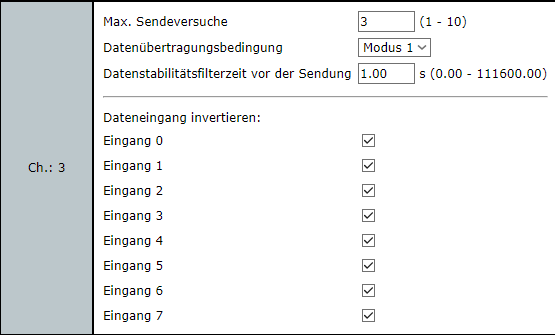 Max. Sendeversuche 3 (1 - 10)
Datenübertragungsbedingung Modus 1
Datenstabilitätsfilterzeit vor der Sendung 1.00 s (0.00 - 111600.00)
Dateneingang invertieren:
Eingang 0
Eingang 1
Ch.: 3
Eingang 2
Eingang 3
Eingang 4
Eingang 5
Eingang 6
Eingang 7